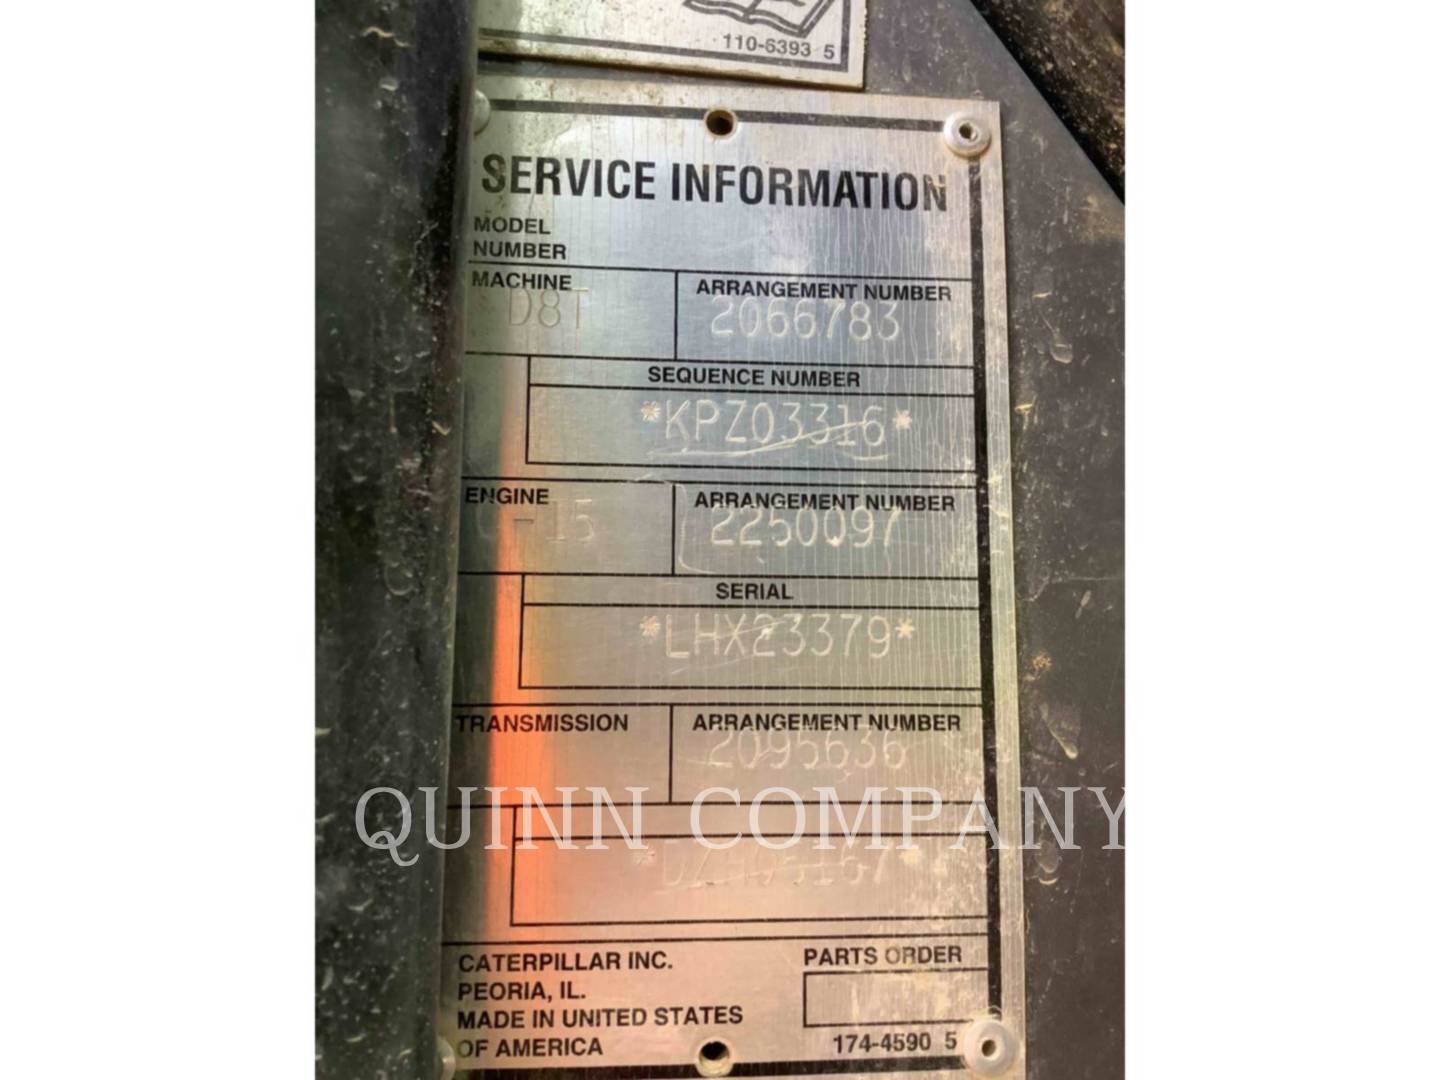 110-6393 5
SERVICE INFORMATION
MODEL
NUMBER
MACHINE ARRANGEMENT NUMBER
D8T 2066783
SEQUENCE NUMBER
*KPZ03316*
ENGINE ARRANGEMENT NUMBER
C-15 2250097
SERIAL
*LHX23379*
TRANSMISSION ARRANGEMENT NUMBER
2095636
QUINN COMPANY
CATERPILLAR INC. PARTS ORDER
PEORIA, IL.
MADE IN UNITED STATES
OF AMERICA 174-4590 5